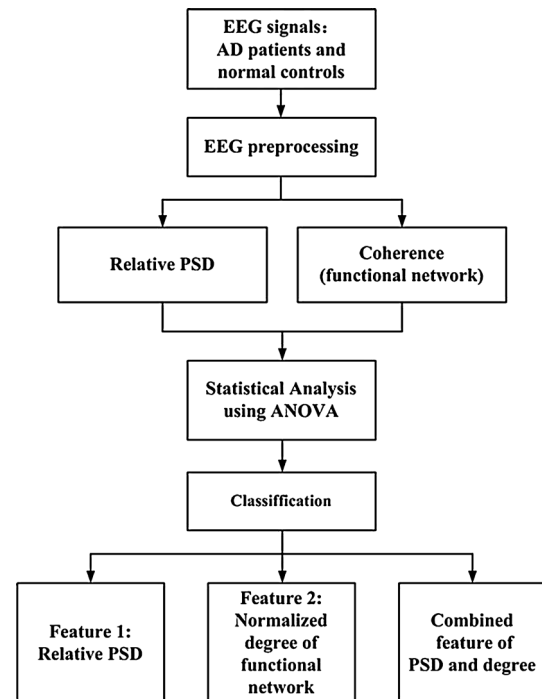 EEG signals:
AD patients and
normal controls
EEG preprocessing
Relative PSD
Coherence
(functional network)
Statistical Analysis
using ANOVA
Classiffication
Feature 1:
Relative PSD
Feature 2:
Normalized
degree of
functional
network
Combined
feature of
PSD and degree